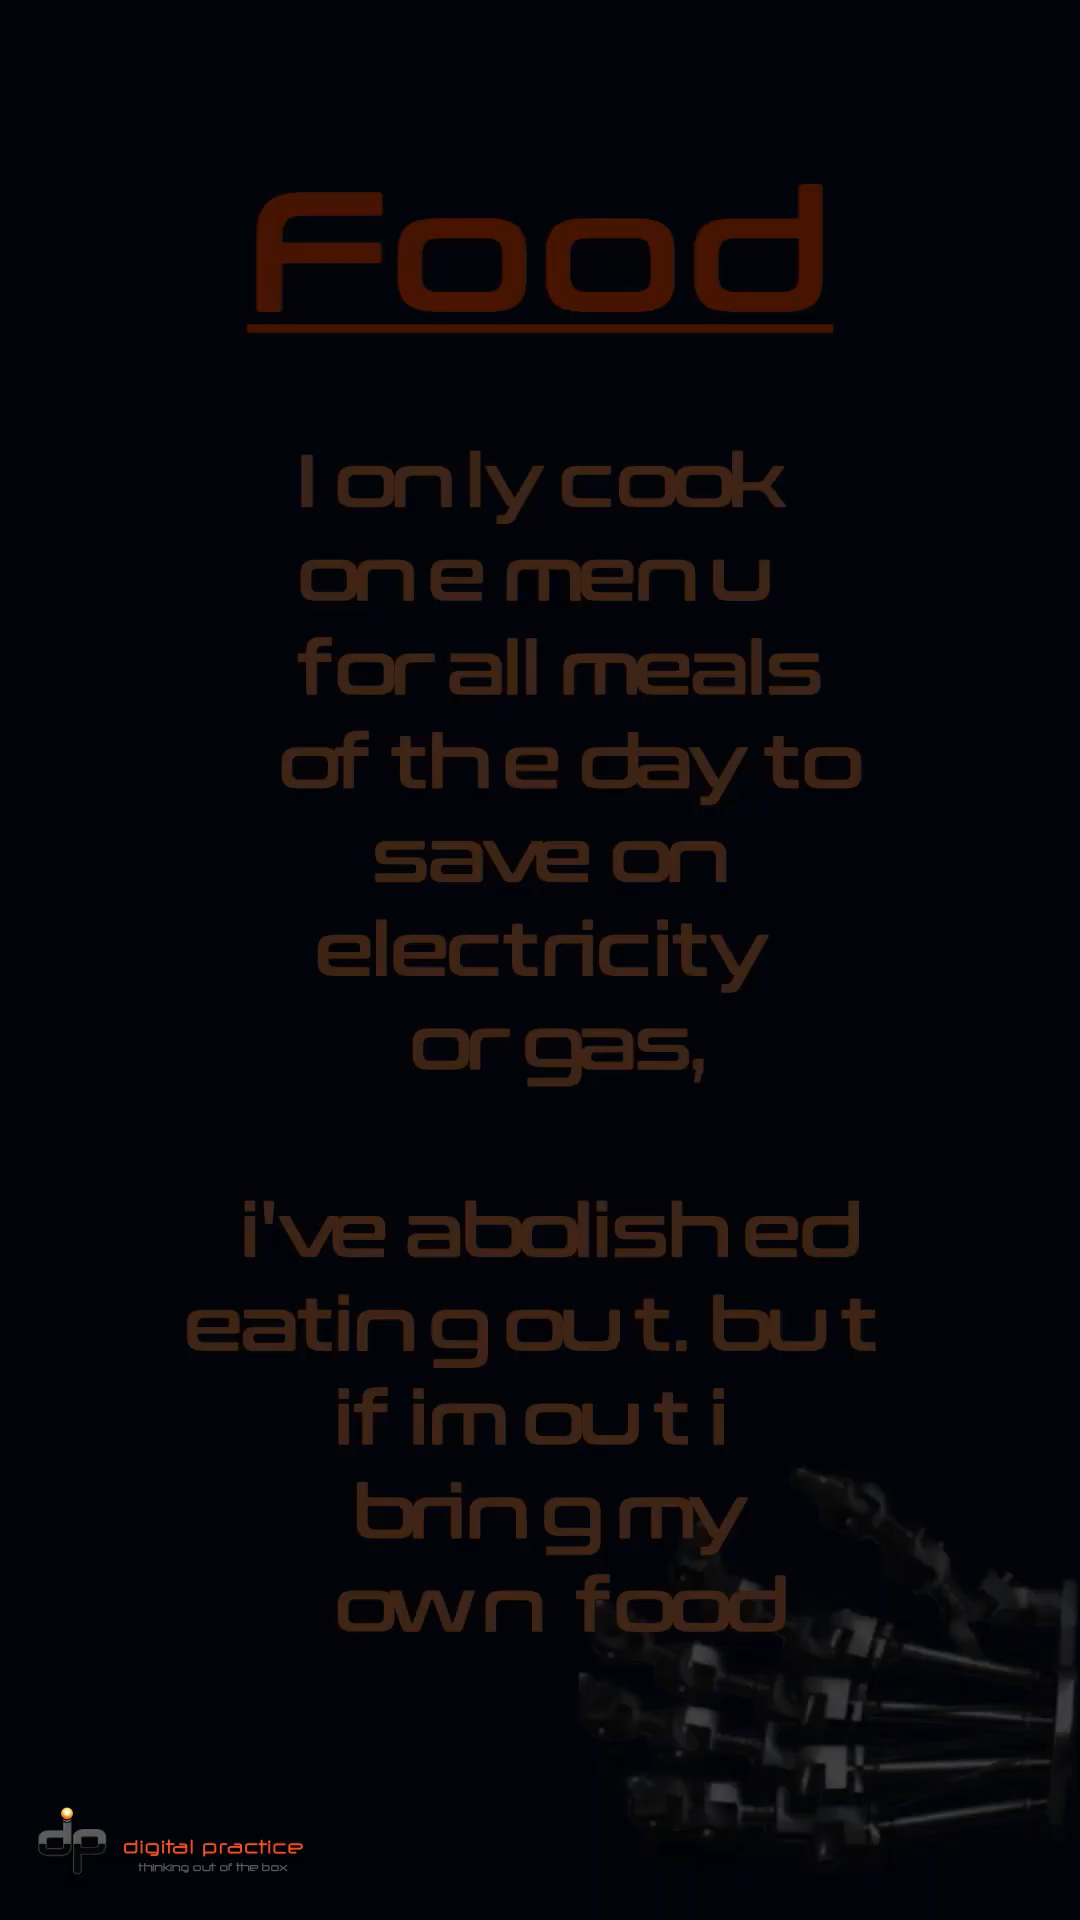 Food
I only cook
one menu
for all meals
of the day to
save on
electricity
or gas,
i've abolished
eating out. but
if im out i
bring my
own food
dp
digital practice
thinking out of the box